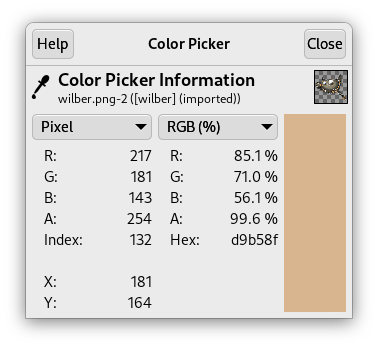 Help Color Picker Close
Color Picker Information
wilber.png-2 ([wilber] (imported))
Pixel RGB (%)
R: 217 R: 85.1 %
G: 181 G: 71.0 %
B: 143 B: 56.1 %
A: 254 A: 99.6 %
Index: 132 Hex: d9b58f
X: 181
Y: 164